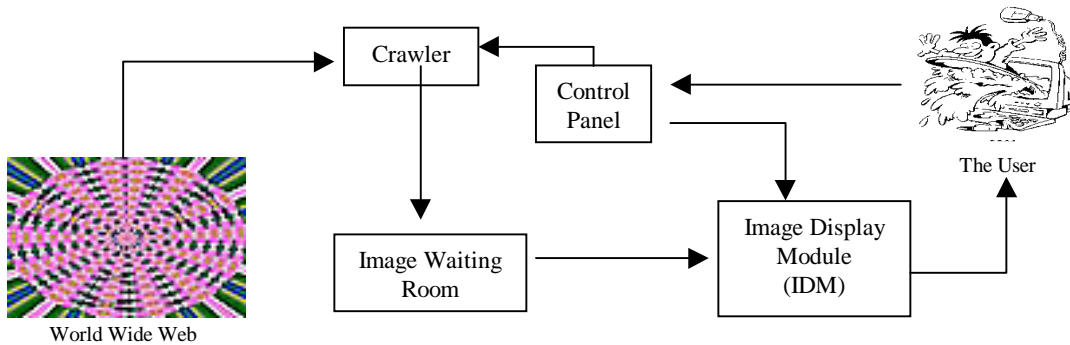 Crawler
Control
Panel
The User
Image Display
Module
(IDM)
Image Waiting
Room
World Wide Web